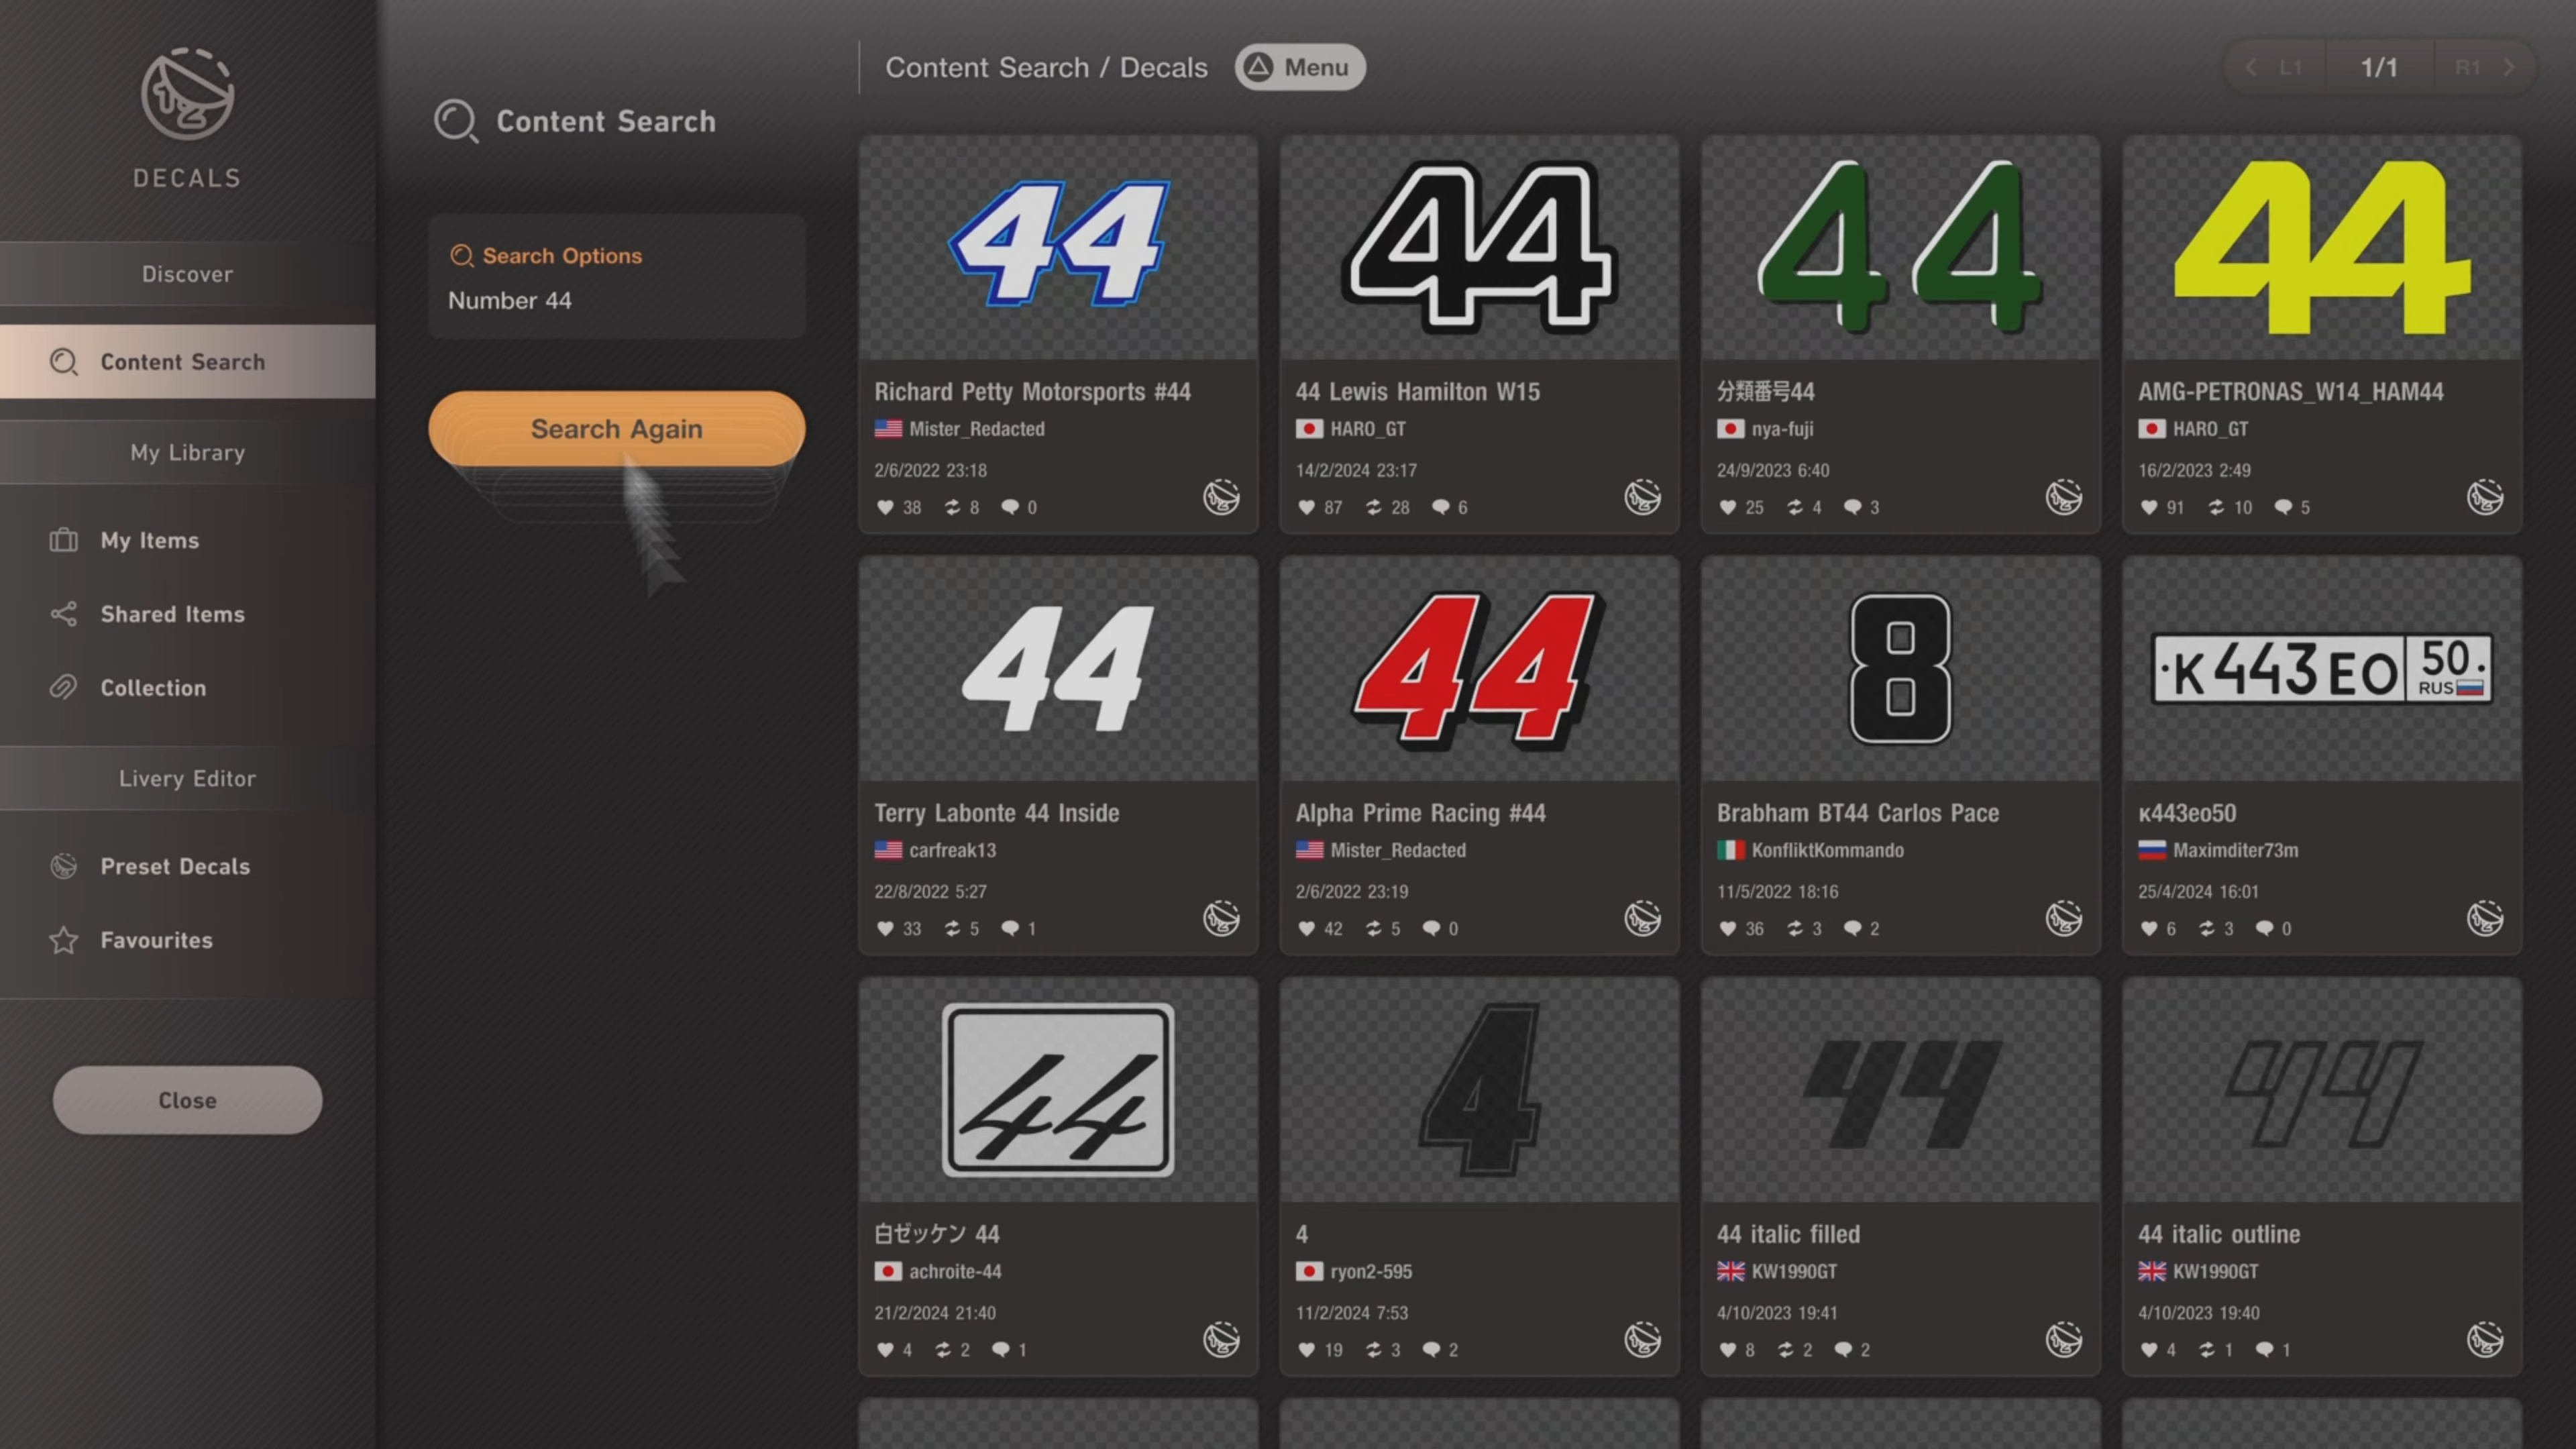 DECALS
Discover
Content Search
My Library
My Items
Shared Items
Collection
Livery Editor
Preset Decals
Favourites
Close
Content Search
Search Options
Number 44
Search Again
Content Search / Decals
Menu
L1
1/1
R1
44
Richard Petty Motorsports #44
Mister_Redacted
2/6/2022 23:18
38 8 0
44
44 Lewis Hamilton W15
HARO_GT
14/2/2024 23:17
87 28 6
44
分類番号44
nya-fuji
24/9/2023 6:40
25 4 3
44
AMG-PETRONAS_W14_HAM44
HARO_GT
16/2/2023 2:49
91 10 5
44
Terry Labonte 44 Inside
carfreak13
22/8/2022 5:27
33 5 1
44
Alpha Prime Racing #44
Mister_Redacted
2/6/2022 23:19
42 5 0
8
Brabham BT44 Carlos Pace
KonfliktKommando
11/5/2022 18:16
36 3 2
К443ЕО 50
RUS
к443ео50
Maximditer73m
25/4/2024 16:01
6 3 0
44
白ゼッケン 44
achroite-44
21/2/2024 21:40
4 2 1
4
4
ryon2-595
11/2/2024 7:53
19 3 2
44
44 italic filled
KW1990GT
4/10/2023 19:41
8 2 2
44
44 italic outline
KW1990GT
4/10/2023 19:40
4 1 1